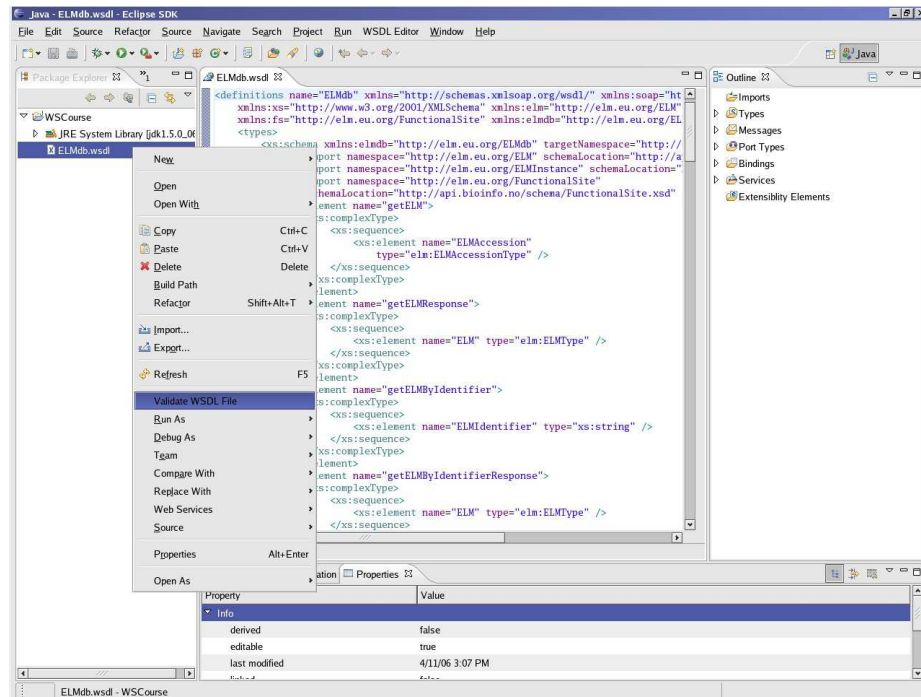 Java - ELMdb.wsdl - Eclipse SDK
File Edit Source Refactor Source Navigate Search Project Run WSDL Editor Window Help
Java
Package Explorer
»1
WSCourse
JRE System Library [jdk1.5.0_06
ELMdb.wsdl
New
Open
Open With
Copy Ctrl+C
Paste Ctrl+V
Delete Delete
Build Path
Refactor Shift+Alt+T
Import...
Export...
Refresh F5
Validate WSDL File
Run As
Debug As
Team
Compare With
Replace With
Web Services
Source
Properties Alt+Enter
Open As
ELMdb.wsdl
<definitions name="ELMdb" xmlns="http://schemas.xmlsoap.org/wsdl/" xmlns:soap="ht
xmlns:xs="http://www.w3.org/2001/XMLSchema" xmlns:elm="http://elm.eu.org/ELM"
xmlns:fs="http://elm.eu.org/FunctionalSite" xmlns:elmdb="http://elm.eu.org/EL
<types>
<xs:schema xmlns:elmdb="http://elm.eu.org/ELMdb" targetNamespace="http://
port namespace="http://elm.eu.org/ELM" schemaLocation="http://a
port namespace="http://elm.eu.org/ELMInstance" schemaLocation="
port namespace="http://elm.eu.org/FunctionalSite"
hemaLocation="http://api.bioinfo.no/schema/FunctionalSite.xsd"
ement name="getELM">
s:complexType>
<xs:sequence>
<xs:element name="ELMAccession"
type="elm:ELMAccessionType" />
</xs:sequence>
xs:complexType>
lement>
ement name="getELMResponse">
s:complexType>
<xs:sequence>
<xs:element name="ELM" type="elm:ELMType" />
</xs:sequence>
xs:complexType>
lement>
ement name="getELMByIdentifier">
s:complexType>
<xs:sequence>
<xs:element name="ELMIdentifier" type="xs:string" />
</xs:sequence>
xs:complexType>
lement>
ement name="getELMByIdentifierResponse">
s:complexType>
<xs:sequence>
<xs:element name="ELM" type="elm:ELMType" />
</xs:sequence>
Outline
Imports
Types
Messages
Port Types
Bindings
Services
Extensiblity Elements
ation Properties
Property Value
Info
derived false
editable true
last modified 4/11/06 3:07 PM
ELMdb.wsdl - WSCourse